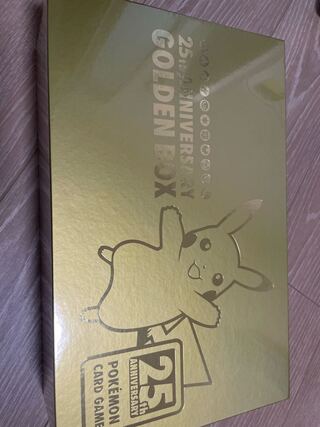 25th ANNIVERSARY
GOLDEN BOX
25th
ANNIVERSARY
POKÉMON
CARD GAME